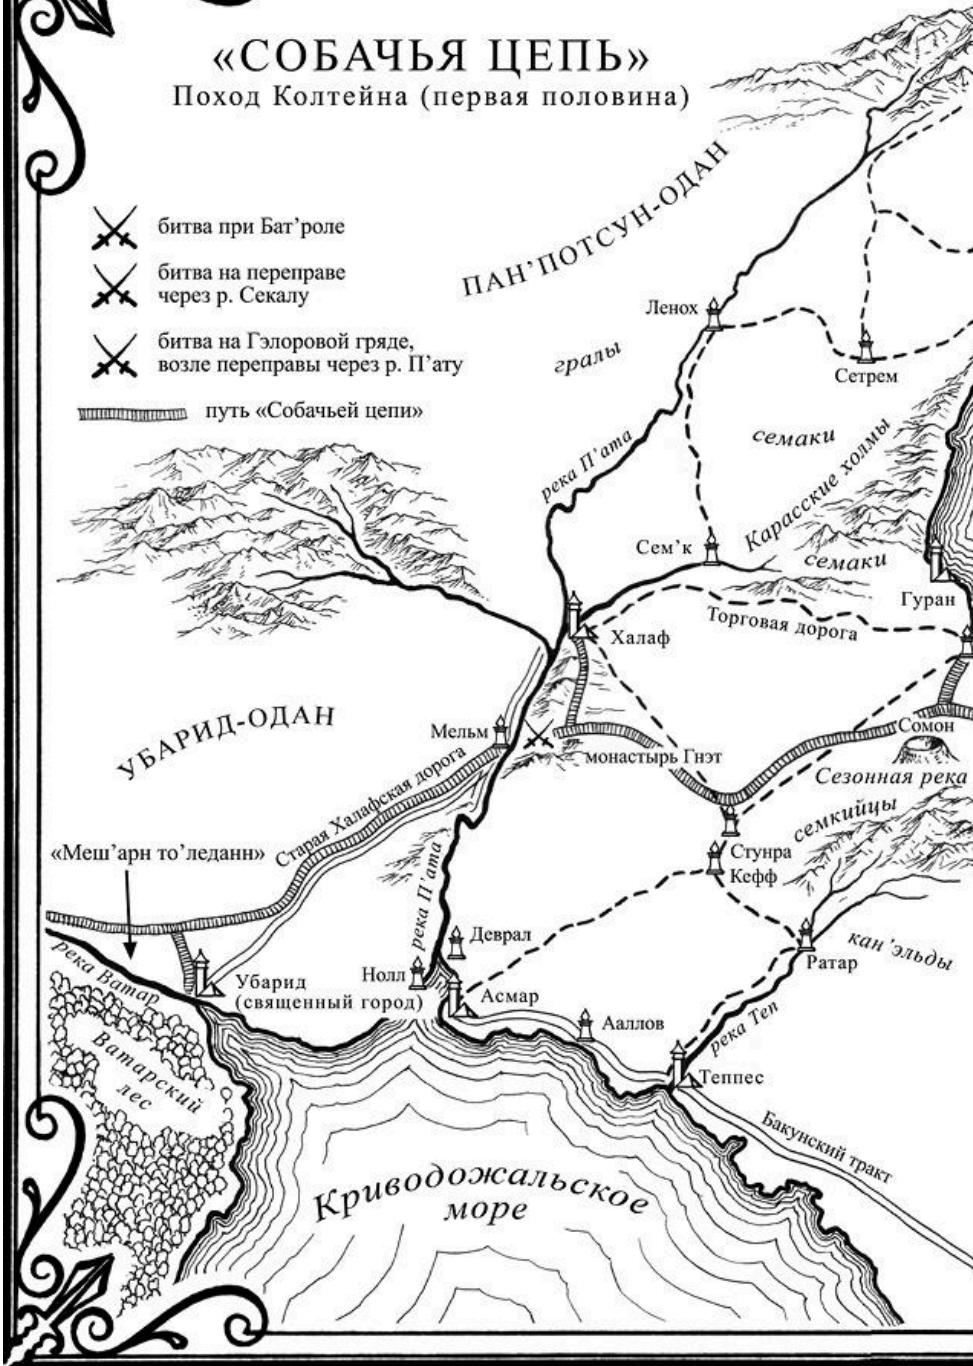 «СОБАЧЬЯ ЦЕПЬ»
Поход Колтейна (первая половина)
битва при Бат’роле
битва на переправе
через р. Секалу
битва на Гэлоровой гряде,
возле переправы через р. П’ату
путь «Собачьей цепи»
ПАН’ПОТСУН-ОДАН
Ленох
гралы
Сетрем
семаки
Карасские холмы
река П’ата
Сем’к
семаки
Гуран
Торговая дорога
Халаф
УБАРИД-ОДАН
Мельм
Сомон
монастырь Гнэт
Сезонная река
Старая Халафская дорога
семкийцы
«Меш’арн то’леданн»
Стунра
Кефф
река П’ата
Деврал
кан’эльды
река Ватар
Ратар
Нолл
Убарид
(священный город)
Асмар
Ааллов
река Теп
Ватарский
лес
Теппес
Бакунский тракт
Криводожальское
море